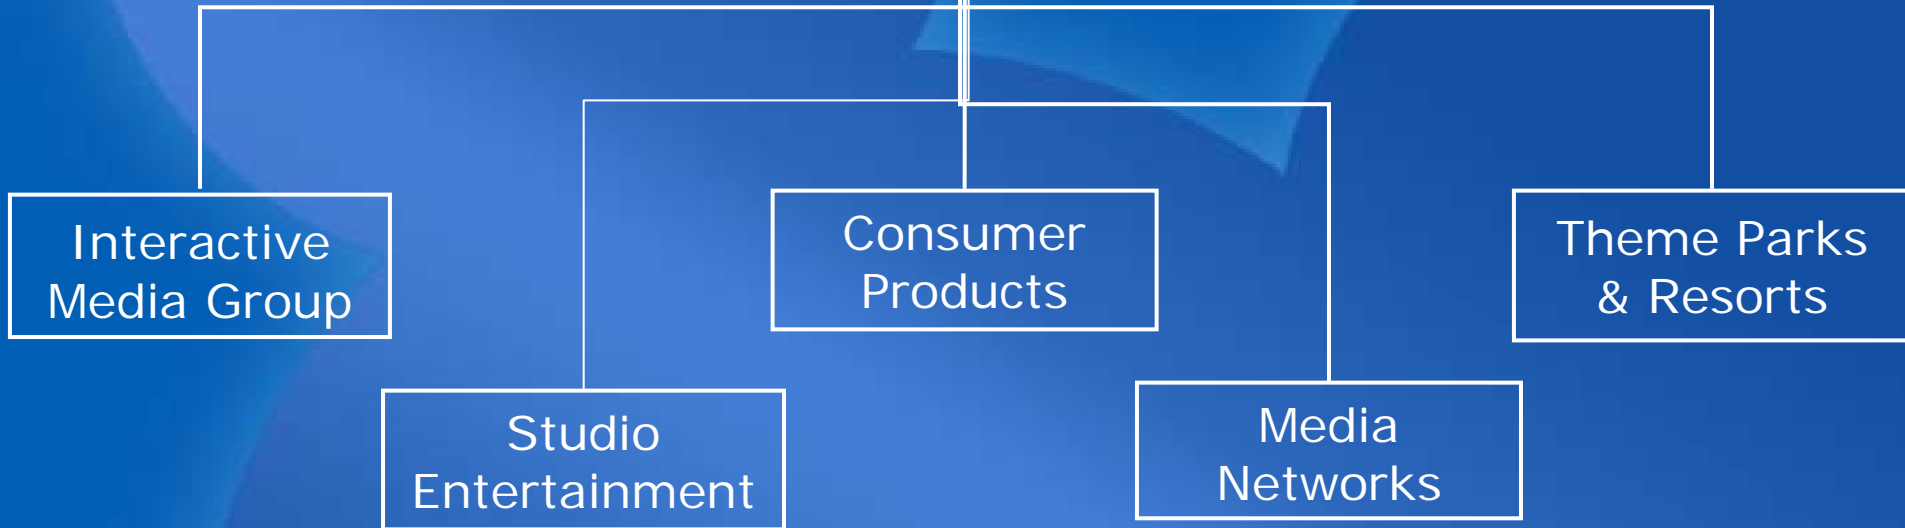 Interactive
Media Group
Consumer
Products
Theme Parks
& Resorts
Studio
Entertainment
Media
Networks